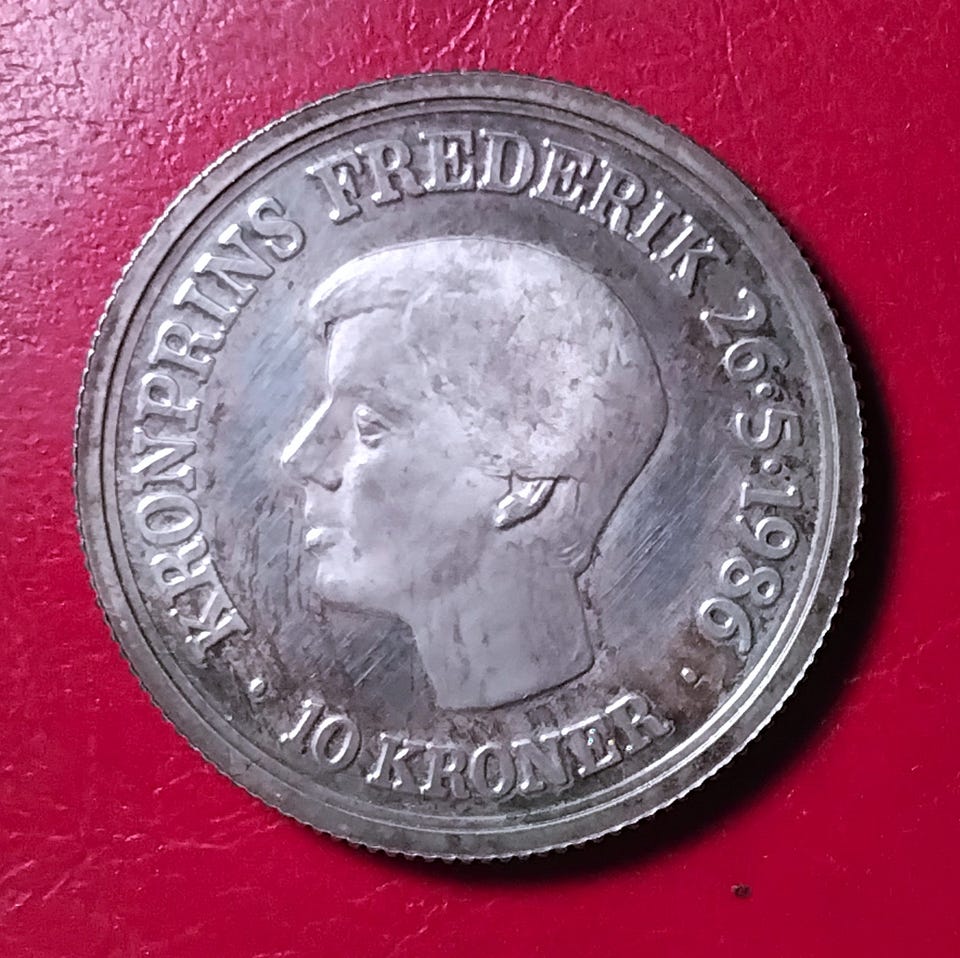 KRONPRINS FREDERIK 26·5·1986
· 10 KRONER ·